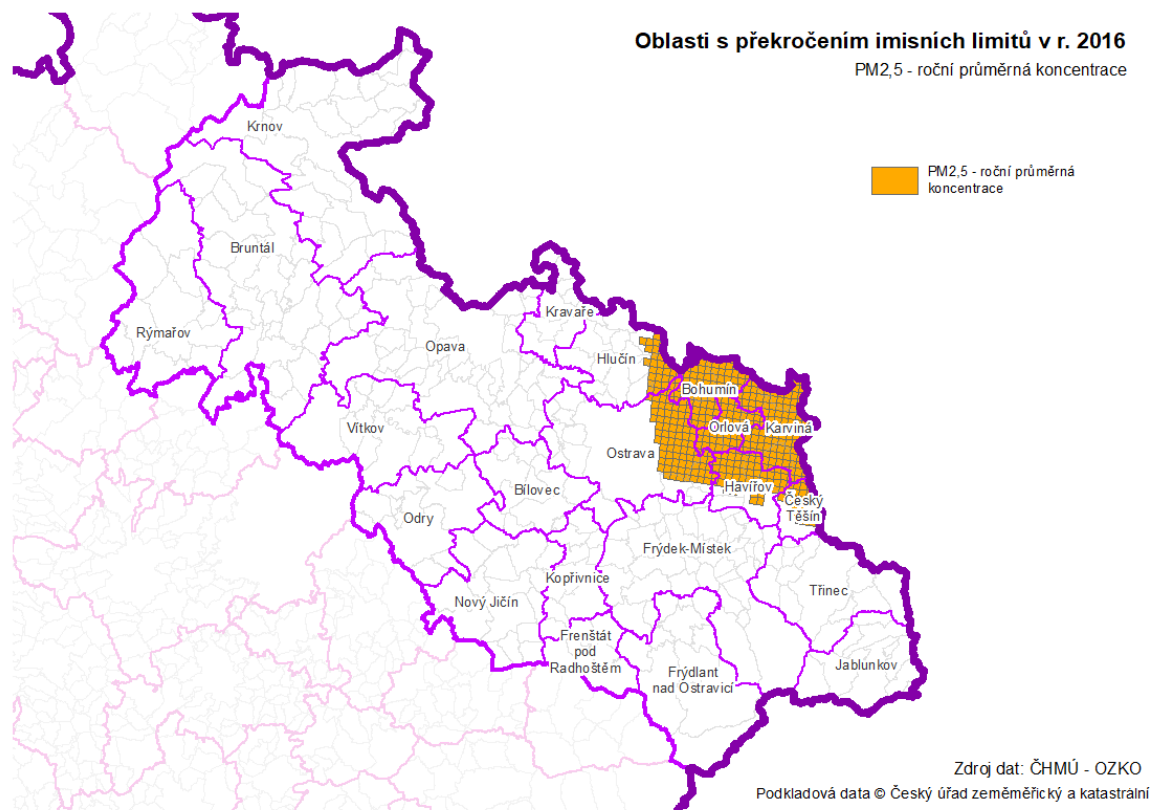 Oblasti s překročením imisních limitů v r. 2016
PM2,5 - roční průměrná koncentrace
PM2,5 - roční průměrná
koncentrace
Krnov
Bruntál
Rýmařov
Kravaře
Opava
Hlučín
Bohumín
Vítkov
Orlová
Karviná
Ostrava
Bílovec
Havířov
Český
Těšín
Odry
Frýdek-Místek
Kopřivnice
Třinec
Nový Jičín
Frenštát
pod
Radhoštěm
Frýdlant
nad Ostravicí
Jablunkov
Zdroj dat: ČHMÚ - OZKO
Podkladová data © Český úřad zeměměřický a katastrální